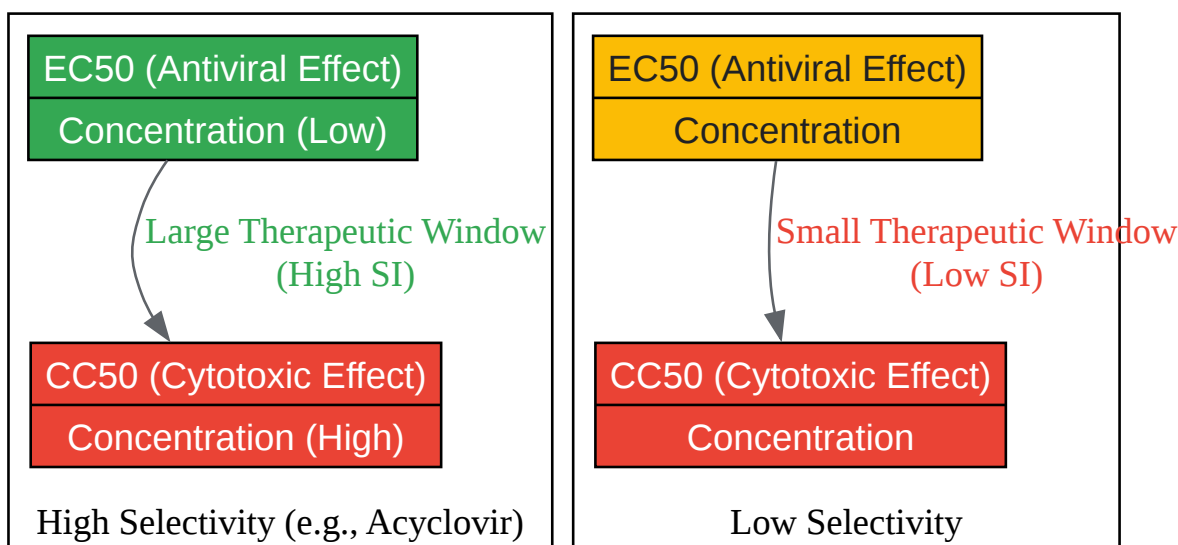 EC50 (Antiviral Effect)
Concentration (Low)
Large Therapeutic Window
(High SI)
CC50 (Cytotoxic Effect)
Concentration (High)
High Selectivity (e.g., Acyclovir)
EC50 (Antiviral Effect)
Concentration
Small Therapeutic Window
(Low SI)
CC50 (Cytotoxic Effect)
Concentration
Low Selectivity